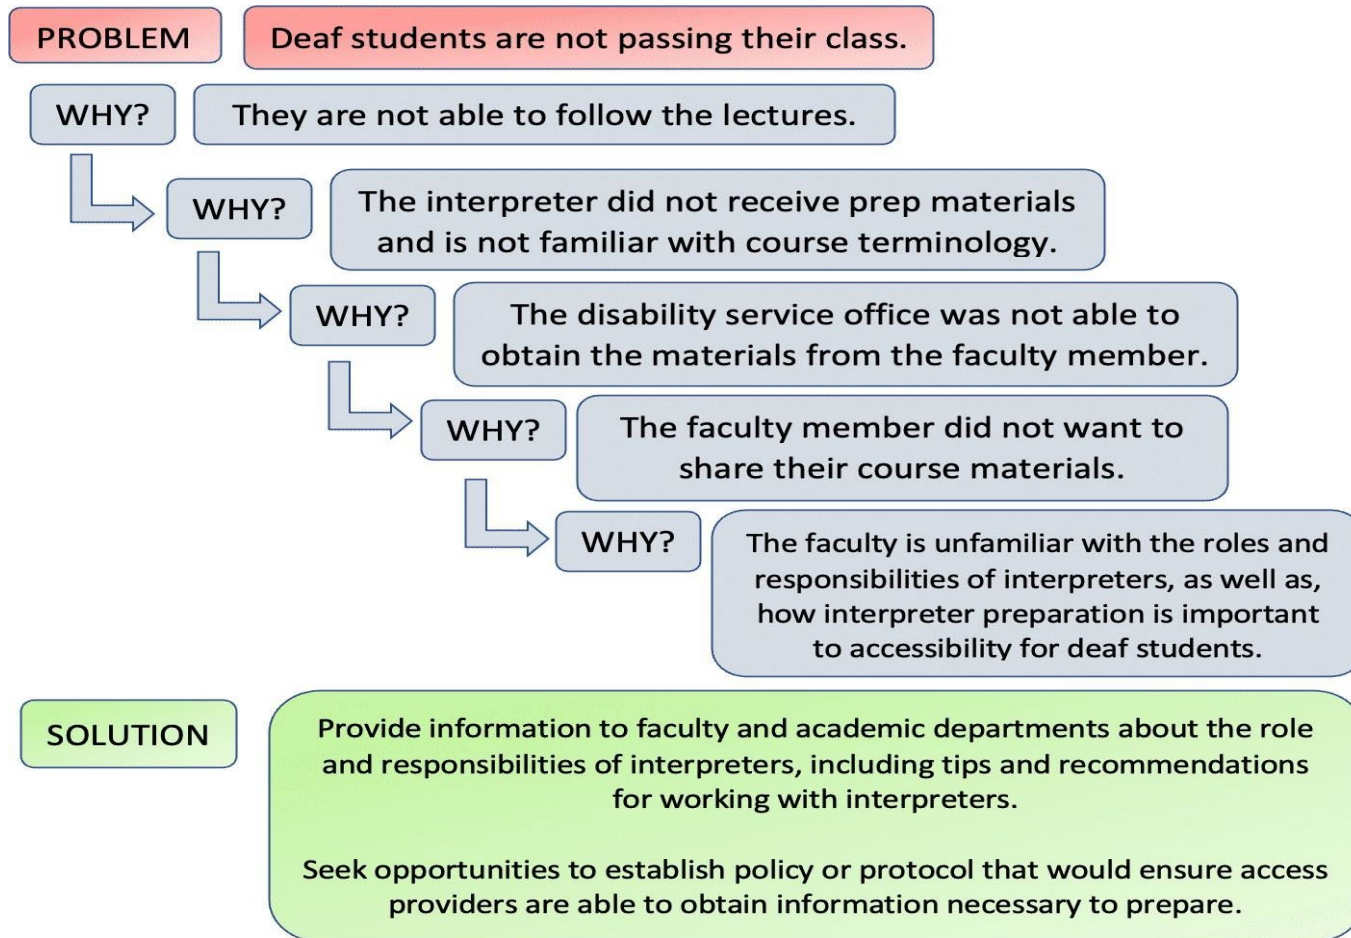 PROBLEM
Deaf students are not passing their class.
WHY?
They are not able to follow the lectures.
WHY?
The interpreter did not receive prep materials
and is not familiar with course terminology.
WHY?
The disability service office was not able to
obtain the materials from the faculty member.
WHY?
The faculty member did not want to
share their course materials.
WHY?
The faculty is unfamiliar with the roles and
responsibilities of interpreters, as well as,
how interpreter preparation is important
to accessibility for deaf students.
SOLUTION
Provide information to faculty and academic departments about the role
and responsibilities of interpreters, including tips and recommendations
for working with interpreters.
Seek opportunities to establish policy or protocol that would ensure access
providers are able to obtain information necessary to prepare.